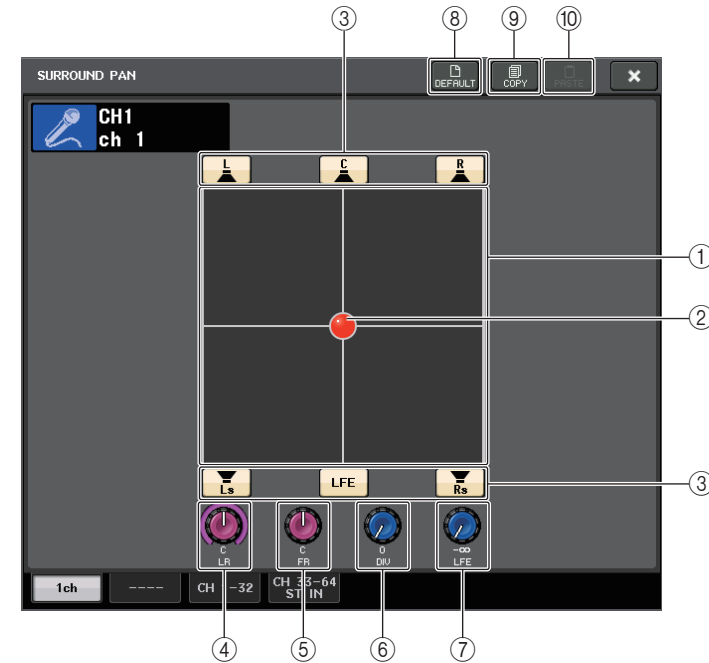 ③ ⑧ ⑨ ⑩
SURROUND PAN
DEFAULT
COPY
PASTE
CH1
ch 1
L
C
R
①
②
Ls
LFE
Rs
③
C
LR
C
FR
0
DIV
-∞
LFE
1ch
----
CH -32
CH 33-64
ST IN
④ ⑤ ⑥ ⑦